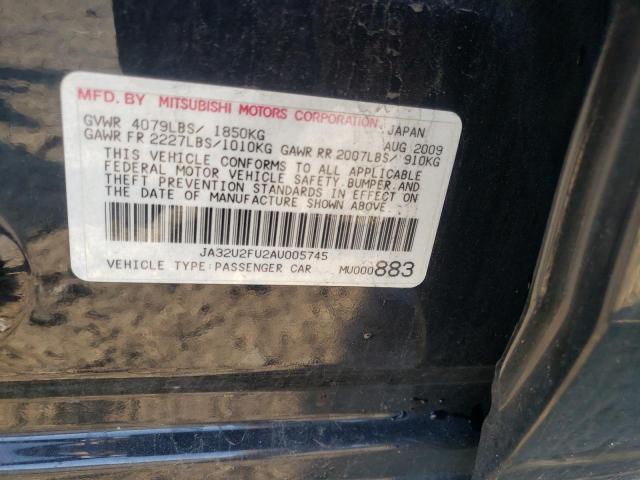 MFD. BY MITSUBISHI MOTORS CORPORATION. JAPAN
GVWR 4079LBS/ 1850KG AUG 2009
GAWR FR 2227LBS/1010KG GAWR RR 2007LBS/ 910KG
THIS VEHICLE CONFORMS TO ALL APPLICABLE
FEDERAL MOTOR VEHICLE SAFETY, BUMPER, AND
THEFT PREVENTION STANDARDS IN EFFECT ON
THE DATE OF MANUFACTURE SHOWN ABOVE.
JA32U2FU2AU005745
VEHICLE TYPE:PASSENGER CAR MU000883